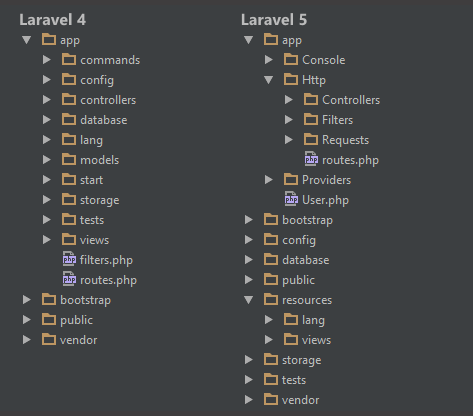 Laravel 4
app
commands
config
controllers
database
lang
models
start
storage
tests
views
filters.php
routes.php
bootstrap
public
vendor
Laravel 5
app
Console
Http
Controllers
Filters
Requests
routes.php
Providers
User.php
bootstrap
config
database
public
resources
lang
views
storage
tests
vendor